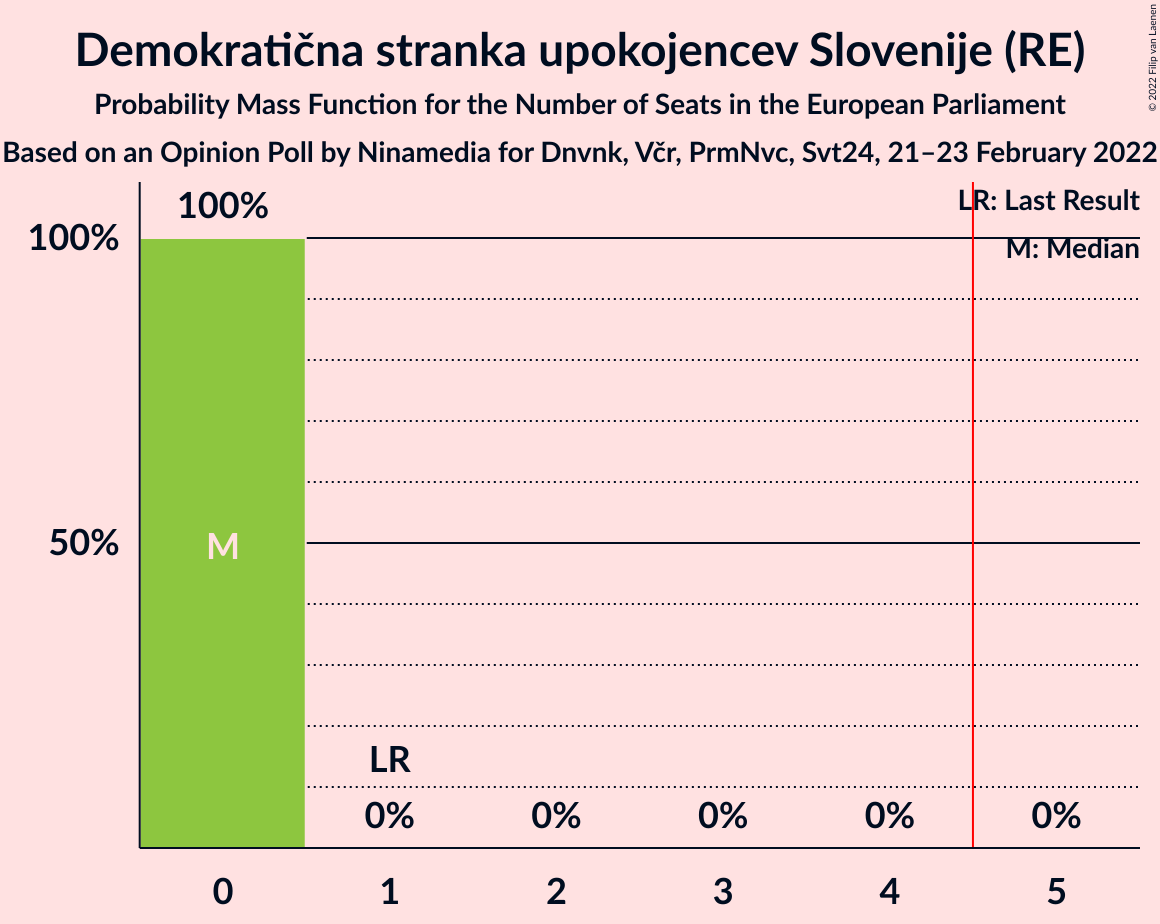 Demokratična stranka upokojencev Slovenije (RE)
Probability Mass Function for the Number of Seats in the European Parliament
Based on an Opinion Poll by Ninamedia for Dnvnk, Včr, PrmNvc, Svt24, 21–23 February 2022
© 2022 Filip van Laenen
LR: Last Result
M: Median
100%
100%
50%
M
LR
0% 0% 0% 0% 0%
0 1 2 3 4 5